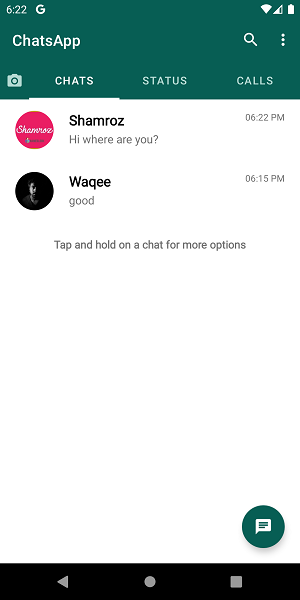 6:22 G
ChatsApp
CHATS STATUS CALLS
Shamroz 06:22 PM
Shamroz
Hi where are you?
Waqee 06:15 PM
good
Tap and hold on a chat for more options